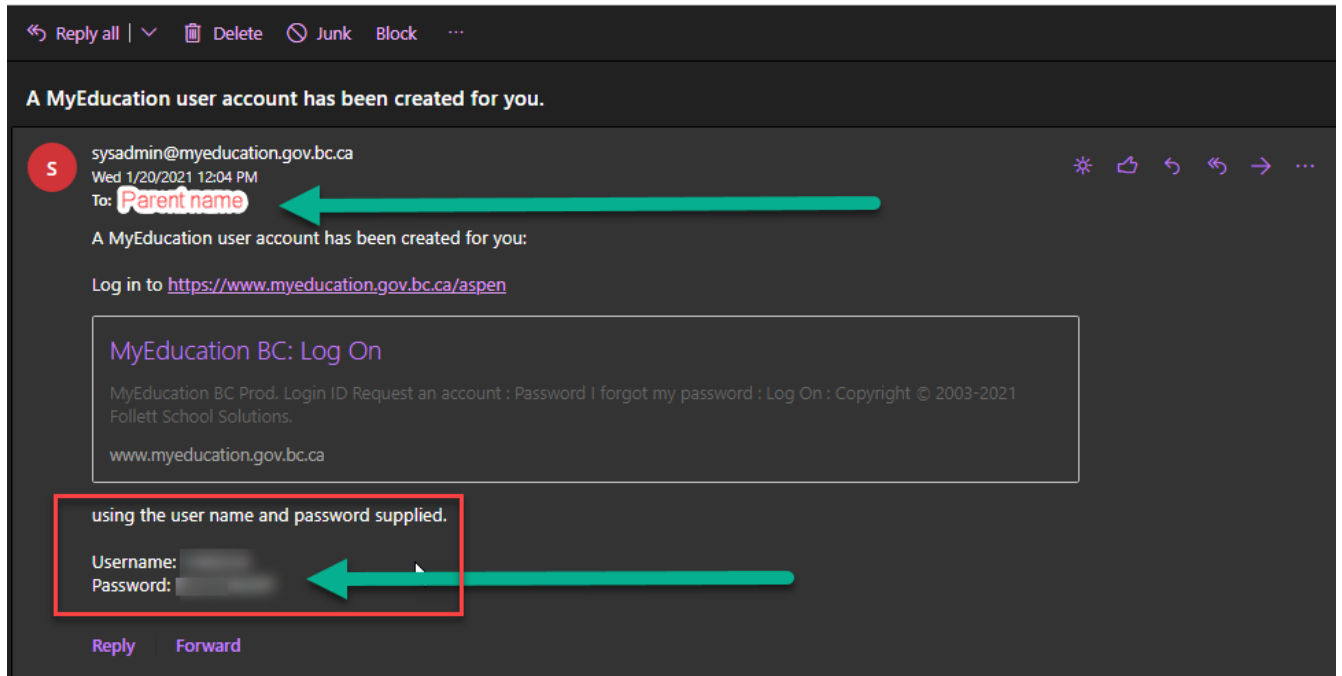 Reply all Delete Junk Block ...
A MyEducation user account has been created for you.
S
sysadmin@myeducation.gov.bc.ca
Wed 1/20/2021 12:04 PM
To: Parent name
A MyEducation user account has been created for you:
Log in to https://www.myeducation.gov.bc.ca/aspen
MyEducation BC: Log On
MyEducation BC Prod. Login ID Request an account : Password I forgot my password : Log On : Copyright © 2003-2021
Follett School Solutions.
www.myeducation.gov.bc.ca
using the user name and password supplied.
Username:
Password:
Reply Forward